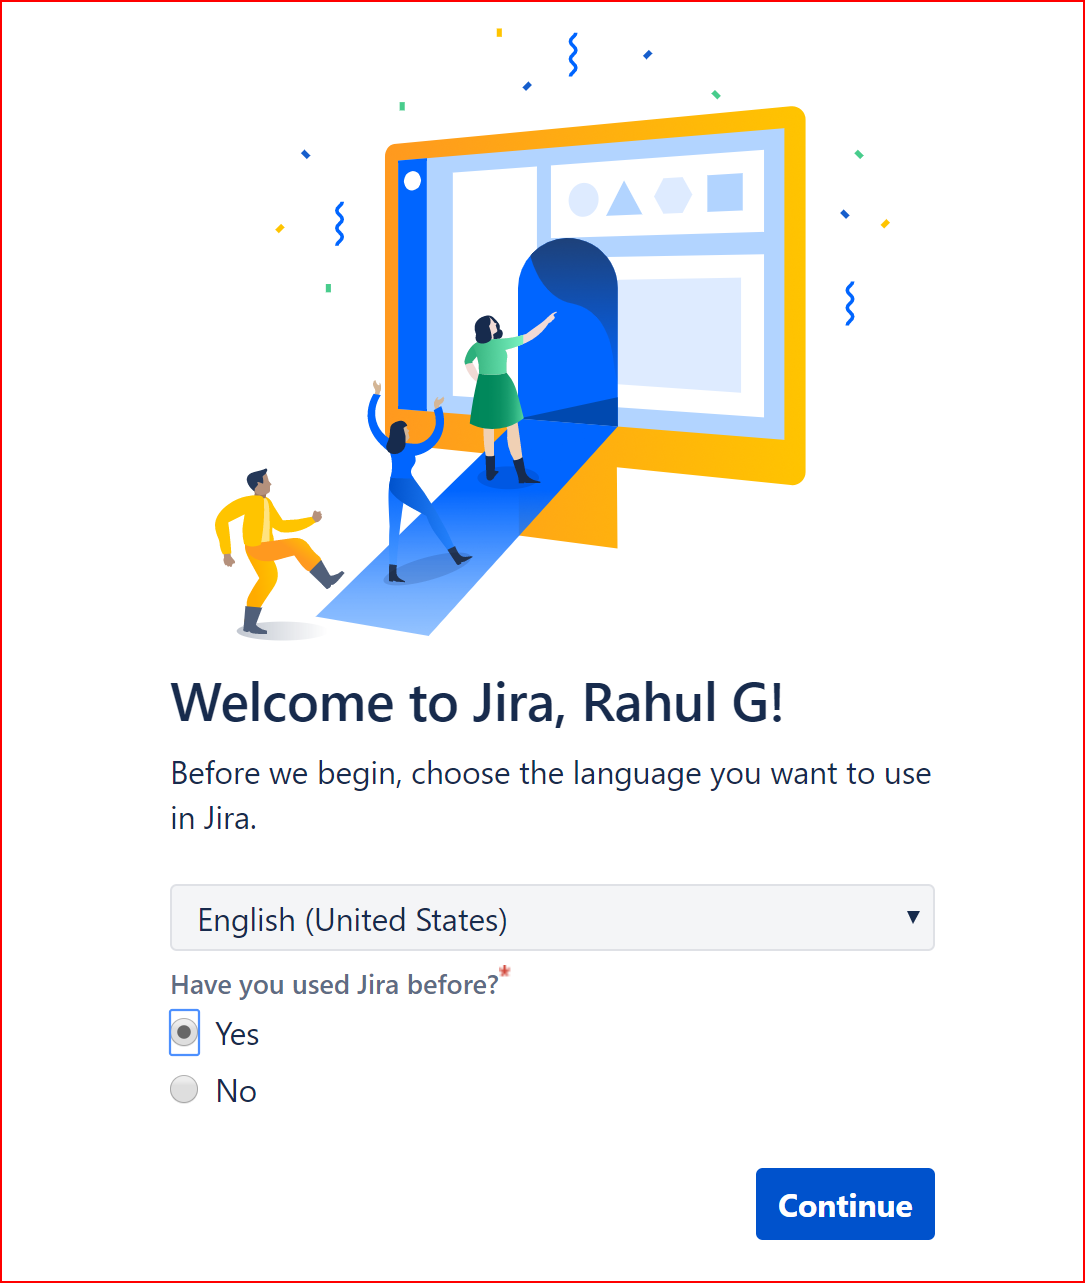 Welcome to Jira, Rahul G!
Before we begin, choose the language you want to use
in Jira.
English (United States)
Have you used Jira before?*
Yes
No
Continue